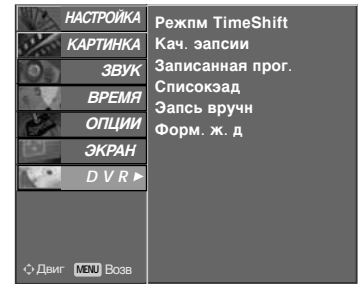 НАСТРОЙКА
КАРТИНКА
ЗВУК
ВРЕМЯ
ОПЦИИ
ЭКРАН
D V R ►
Режпм TimeShift
Кач. эапсии
Записанная прог.
Списокэад
Эапсь вручн
Форм. ж. д
Двиг MENU Возв